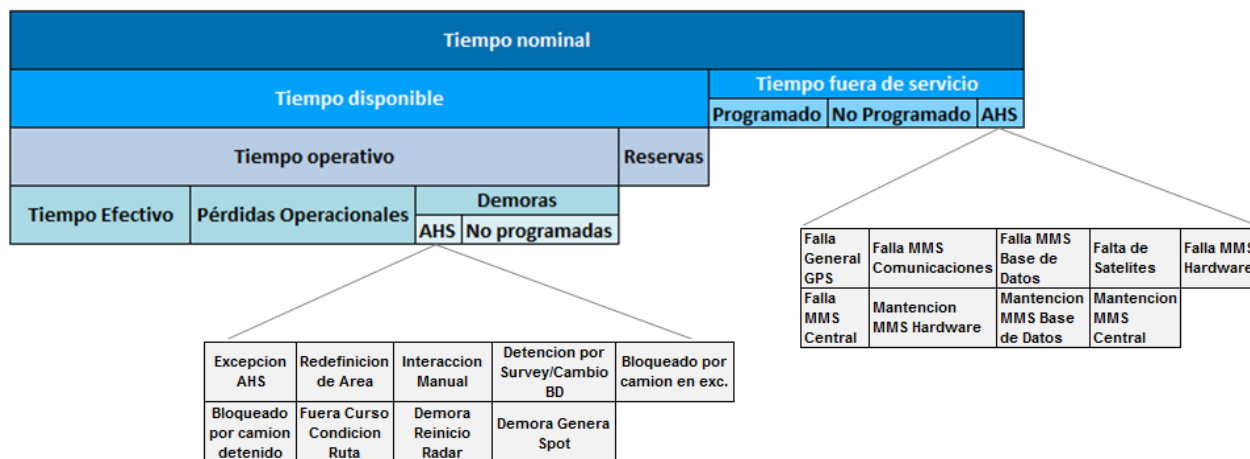 Tiempo nominal
Tiempo disponible
Tiempo fuera de servicio
Programado
No Programado
AHS
Tiempo operativo
Reservas
Tiempo Efectivo
Pérdidas Operacionales
Demoras
AHS
No programadas
Falla
General
GPS
Falla MMS
Comunicaciones
Falla MMS
Base de
Datos
Falta de
Satelites
Falla MMS
Hardware
Falla
MMS
Central
Mantencion
MMS Hardware
Mantencion
MMS Base
de Datos
Mantencion
MMS
Central
Excepcion
AHS
Redefinicion
de Area
Interaccion
Manual
Detencion por
Survey/Cambio
BD
Bloqueado por
camion en exc.
Bloqueado
por camion
detenido
Fuera Curso
Condicion
Ruta
Demora
Reinicio
Radar
Demora Genera
Spot